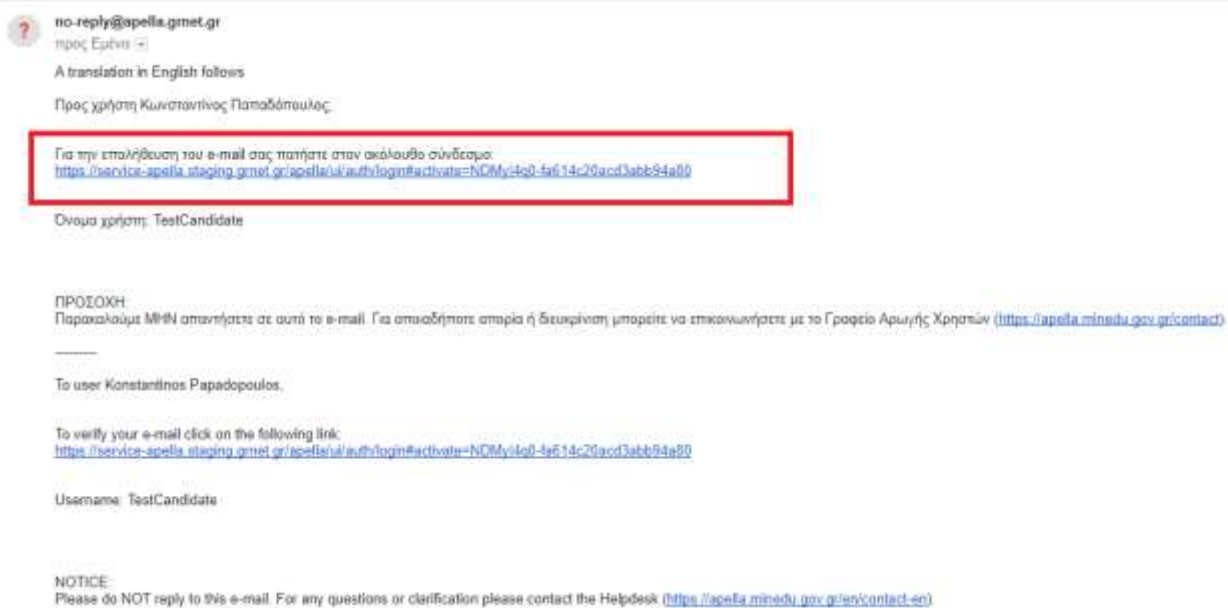 no-reply@apella.grnet.gr
προς Εμένα
A translation in English follows
Προς χρήστη Κωνσταντίνος Παπαδόπουλος,
Για την επαλήθευση του e-mail σας πατήστε στον ακόλουθο σύνδεσμο:
https://service-apella.staging.grnet.gr/apella/ui/auth/login#activate=NDMyi4q0-fa614c20acd3abb94a80
Όνομα χρήστη: TestCandidate
ΠΡΟΣΟΧΗ:
Παρακαλούμε ΜΗΝ απαντήσετε σε αυτό το e-mail. Για οποιαδήποτε απορία ή διευκρίνιση μπορείτε να επικοινωνήσετε με το Γραφείο Αρωγής Χρηστών (https://apella.minedu.gov.gr/contact)
----------
To user Konstantinos Papadopoulos,
To verify your e-mail click on the following link:
https://service-apella.staging.grnet.gr/apella/ui/auth/login#activate=NDMyi4q0-fa614c20acd3abb94a80
Username: TestCandidate
NOTICE:
Please do NOT reply to this e-mail. For any questions or clarification please contact the Helpdesk (https://apella.minedu.gov.gr/en/contact-en)